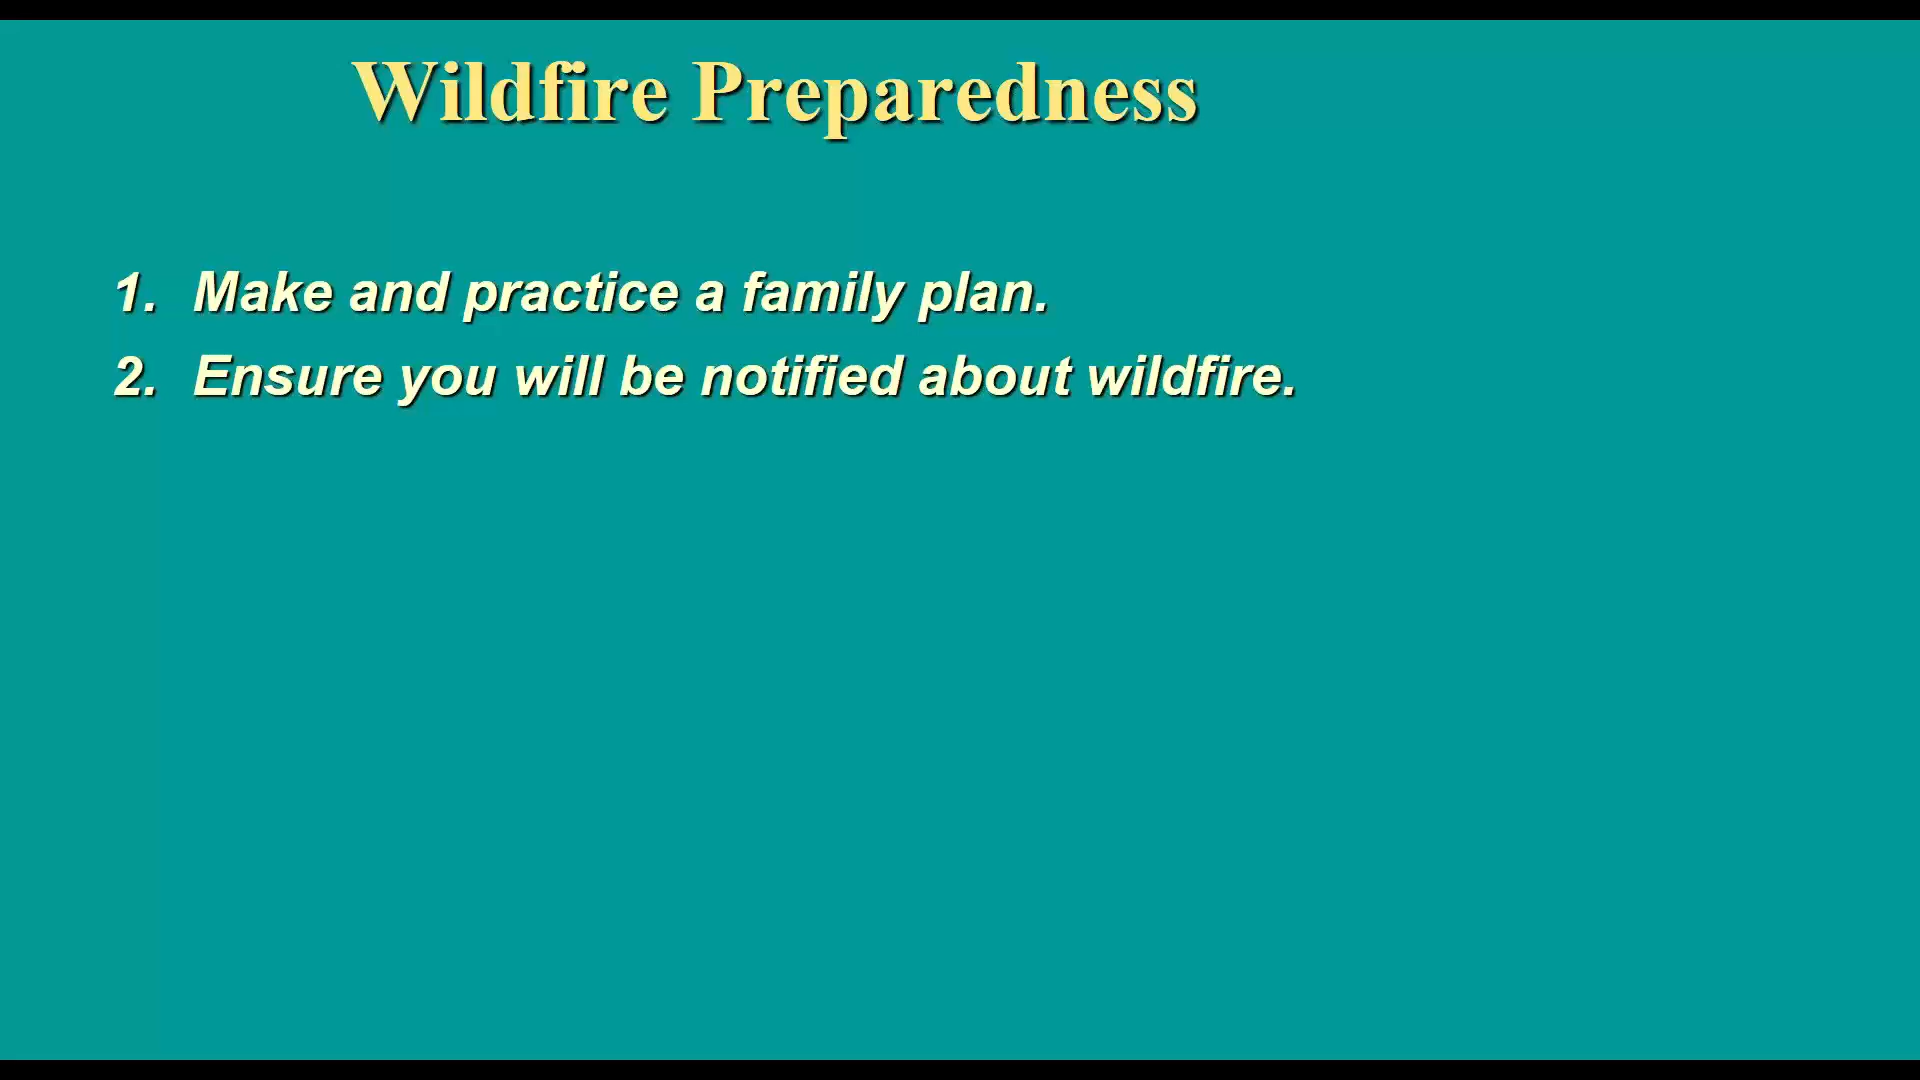 Wildfire Preparedness
1. Make and practice a family plan.
2. Ensure you will be notified about wildfire.